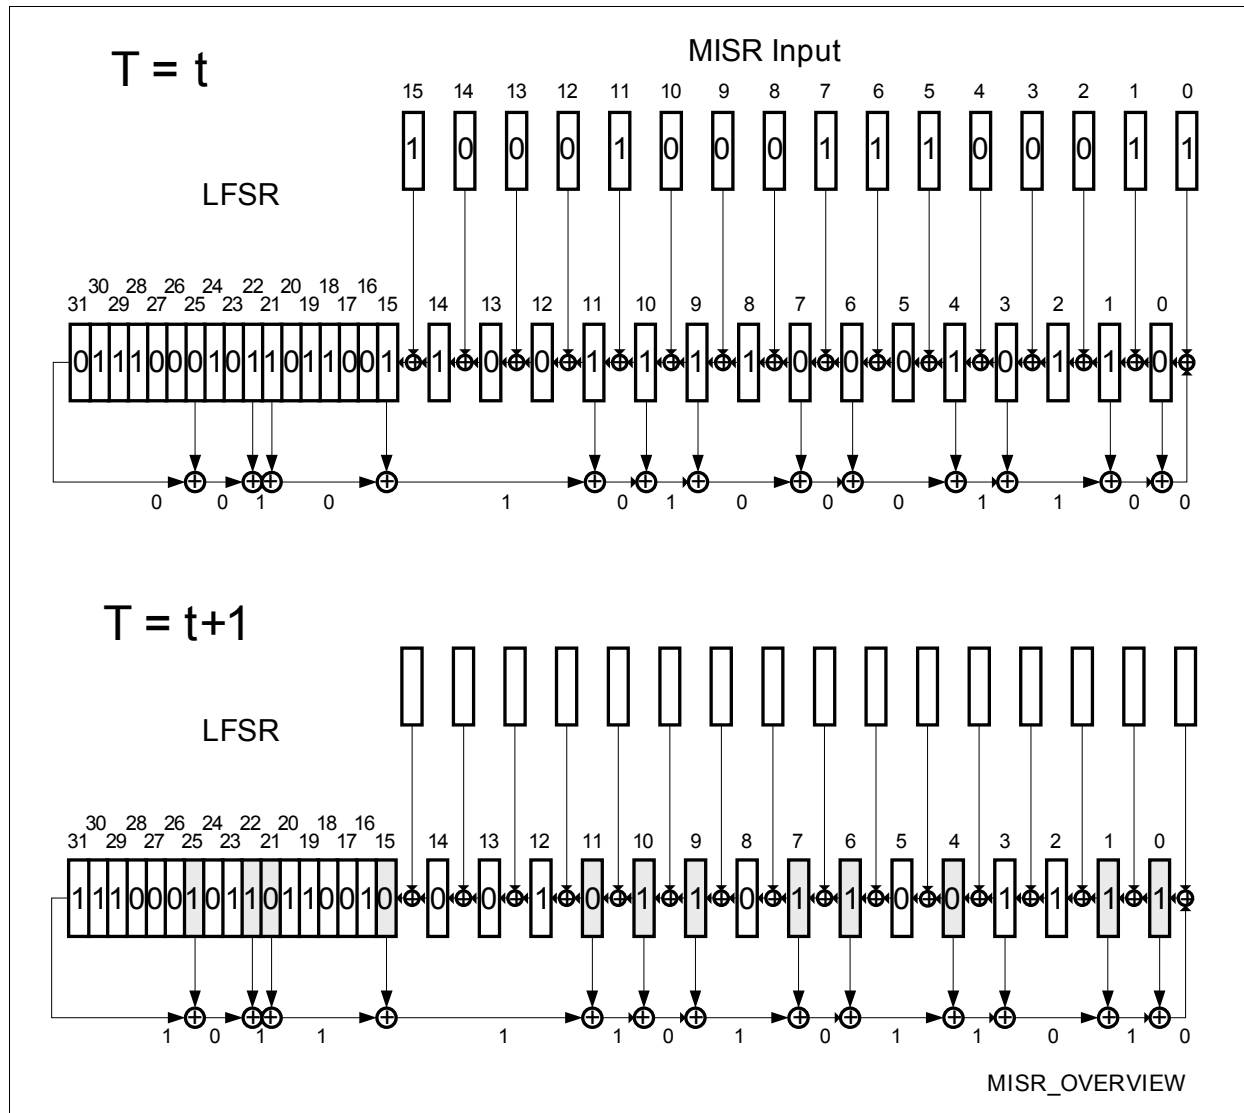 T = t
MISR Input
15 14 13 12 11 10 9 8 7 6 5 4 3 2 1 0
1 0 0 0 1 0 0 0 1 1 1 0 0 0 1 1
LFSR
30 28 26 24 22 20 18 16
31 29 27 25 23 21 19 17 15 14 13 12 11 10 9 8 7 6 5 4 3 2 1 0
0 1 1 1 0 0 0 1 0 1 1 0 1 1 0 0 1 1 0 0 1 1 1 1 0 0 0 1 0 1 1 0
0 0 1 0 1 0 1 0 0 1 1 0 0
T = t+1
LFSR
30 28 26 24 22 20 18 16
31 29 27 25 23 21 19 17 15 14 13 12 11 10 9 8 7 6 5 4 3 2 1 0
1 1 1 0 0 0 1 0 1 1 0 1 1 0 0 1 0 0 0 1 0 1 1 0 1 1 0 0 1 1 1 1
1 0 1 1 1 1 0 1 0 1 1 0 1 0
MISR_OVERVIEW